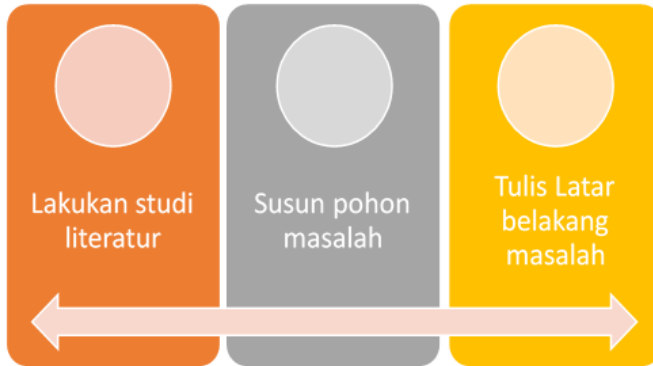 Lakukan studi
literatur
Susun pohon
masalah
Tulis Latar
belakang
masalah